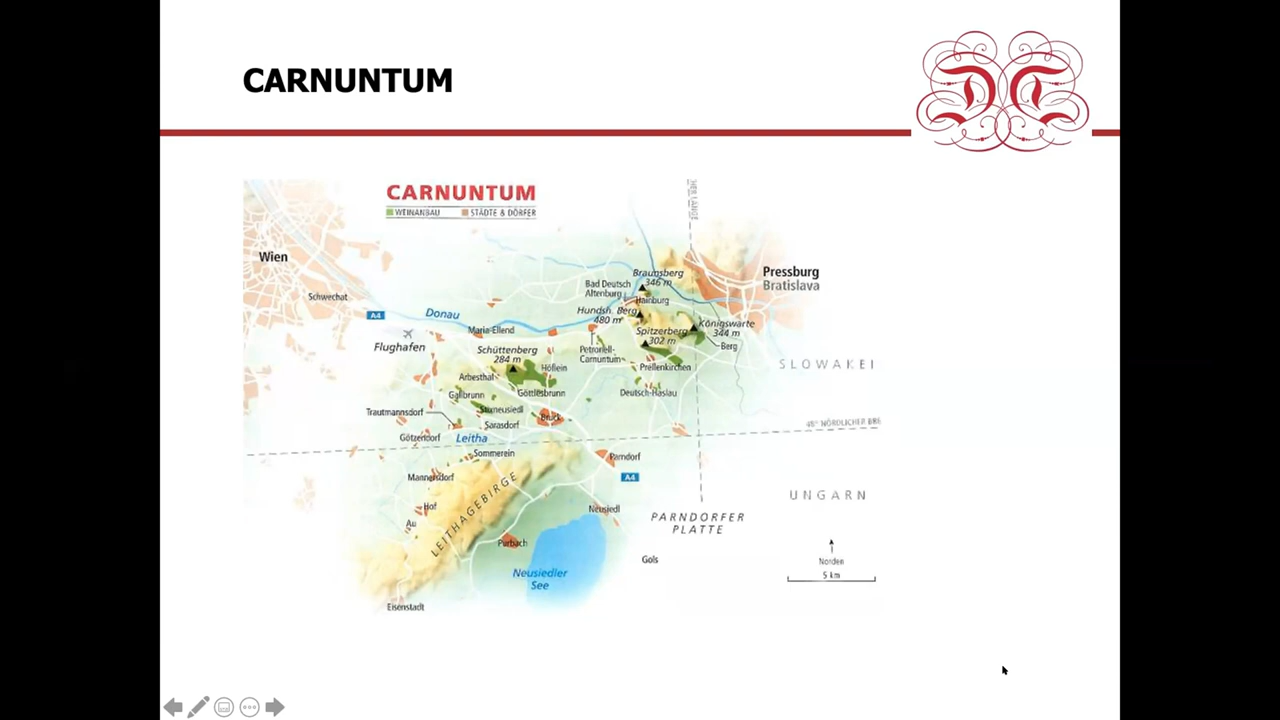 CARNUNTUM
CARNUNTUM
WEINANBAU
STÄDTE & DÖRFER
Wien
Schwechat
A4
Donau
Flughafen
Maria-Ellend
Schüttenberg
284 m
Arbesthal
Höflein
Göttlesbrunn
Gallbrunn
Stixneusiedl
Trautmannsdorf
Sarasdorf
Bruck
Götzendorf
Leitha
Sommerein
Mannersdorf
Hof
Au
LEITHAGEBIRGE
Purbach
Neusiedler
See
Eisenstadt
Braunsberg
346 m
Bad Deutsch
Altenburg
Hainburg
Hundsh. Berg
480 m
Spitzerberg
302 m
Königswarte
344 m
Berg
Petronell-
Carnuntum
Prellenkirchen
Deutsch-Haslau
Pressburg
Bratislava
SLOWAKEI
Parndorf
A4
Neusiedl
PARNDORFER
PLATTE
Gols
UNGARN
Norden
5 km